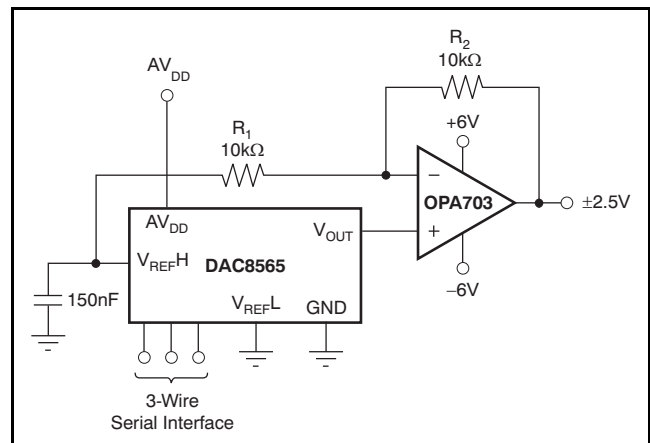 R2
10kΩ
AVDD
R1
10kΩ
+6V
−
OPA703
±2.5V
+
−6V
AVDD
VOUT
VREFH
DAC8565
150nF
VREFL
GND
3-Wire
Serial Interface